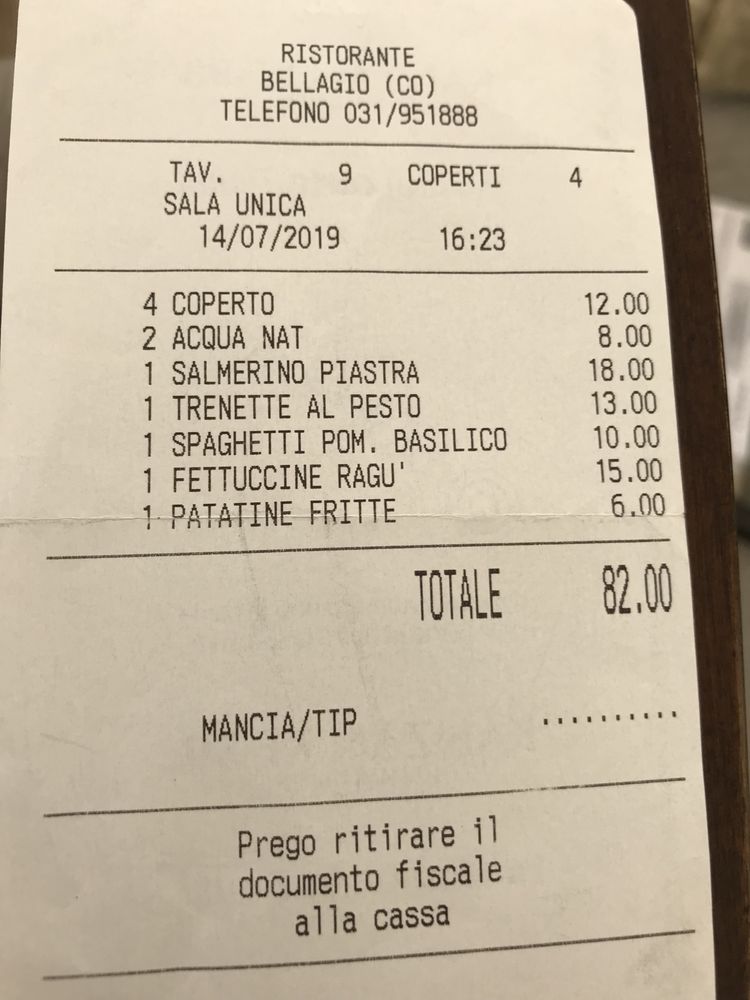 RISTORANTE
BELLAGIO (CO)
TELEFONO 031/951888
TAV. 9 COPERTI 4
SALA UNICA
14/07/2019 16:23
4 COPERTO 12.00
2 ACQUA NAT 8.00
1 SALMERINO PIASTRA 18.00
1 TRENETTE AL PESTO 13.00
1 SPAGHETTI POM. BASILICO 10.00
1 FETTUCCINE RAGU' 15.00
1 PATATINE FRITTE 6.00
TOTALE 82.00
MANCIA/TIP ..........
Prego ritirare il
documento fiscale
alla cassa